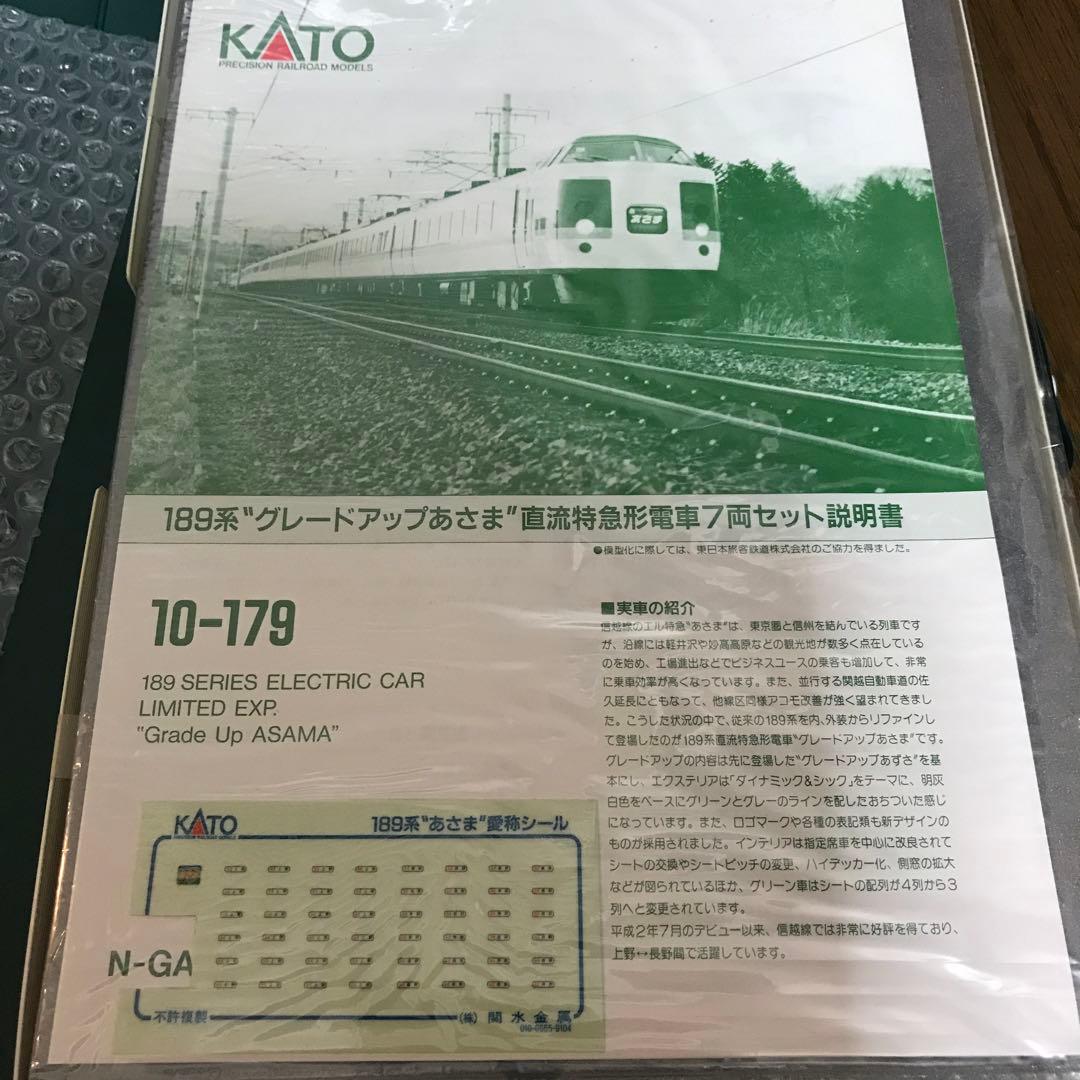 KATO
PRECISION RAILROAD MODELS
あさま
189系"グレードアップあさま"直流特急形電車7両セット説明書
●模型化に際しては、東日本旅客鉄道株式会社のご協力を得ました。
10-179
189 SERIES ELECTRIC CAR
LIMITED EXP.
"Grade Up ASAMA"
■実車の紹介
信越線のエル特急"あさま"は、東京圏と信州を結んでいる列車です
が、沿線には軽井沢や妙高高原などの観光地が数多く点在している
のを始め、工場進出などでビジネスユースの乗客も増加して、非常
に乗車効率が高くなっています。また、並行する関越自動車道の佐
久延長にともなって、他線区同様アコモ改善が強く望まれてきまし
た。こうした状況の中で、従来の189系を内、外装からリファインし
て登場したのが189系直流特急形電車"グレードアップあさま"です。
グレードアップの内容は先に登場した"グレードアップあずさ"を基
本にし、エクステリアは「ダイナミック&シック」をテーマに、明灰
白色をベースにグリーンとグレーのラインを配したおちついた感じ
になっています。また、ロゴマークや各種の表記類も新デザインの
ものが採用されました。インテリアは指定席車を中心に改良されて
シートの交換やシートピッチの変更、ハイデッカー化、側窓の拡大
などが図られているほか、グリーン車はシートの配列が4列から3
列へと変更されています。
平成2年7月のデビュー以来、信越線では非常に好評を得ており、
上野↔長野間で活躍しています。
KATO
PRECISION RAILROAD MODELS
189系"あさま"愛称シール
N-GA
不許複製
(株) 関水金属